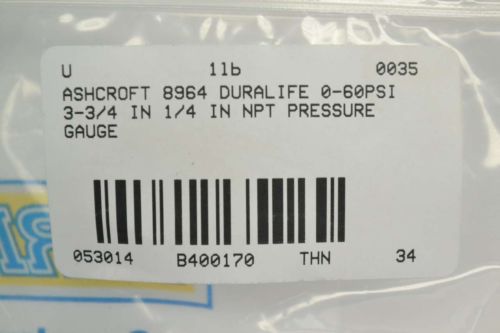 U 1lb 0035
ASHCROFT 8964 DURALIFE 0-60PSI
3-3/4 IN 1/4 IN NPT PRESSURE
GAUGE
053014 B400170 THN 34